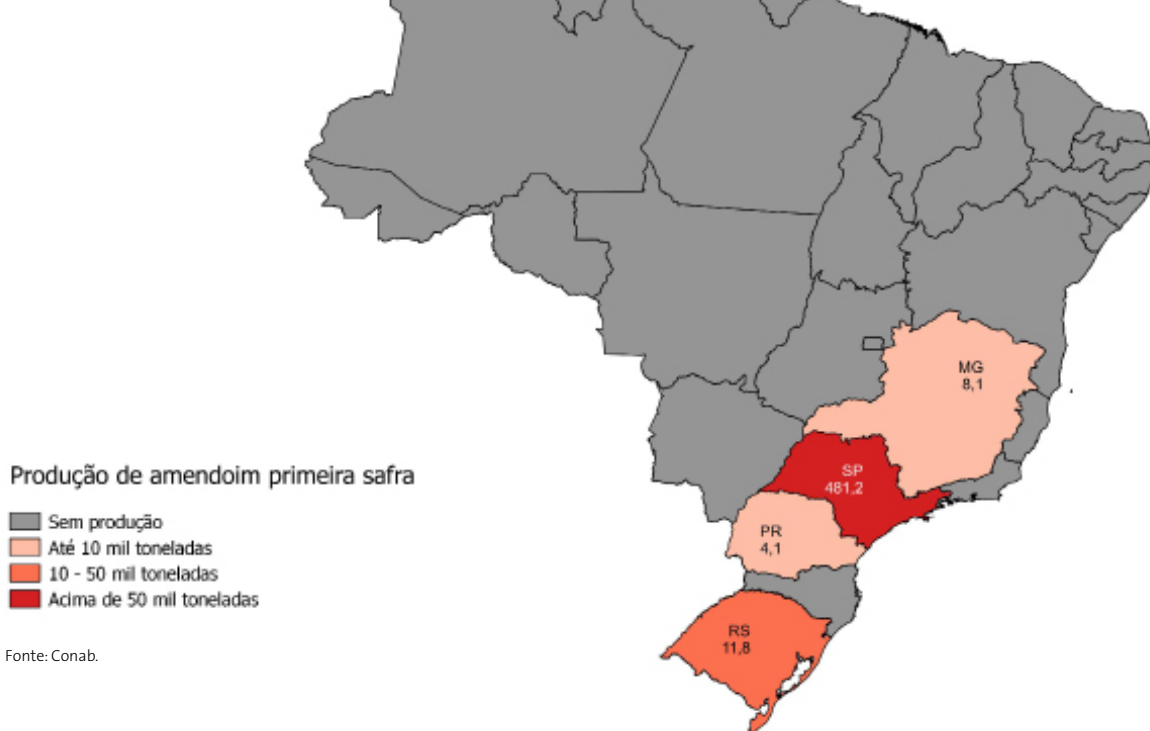 MG
8,1
SP
481,2
PR
4,1
RS
11,8
Produção de amendoim primeira safra
Sem produção
Até 10 mil toneladas
10 - 50 mil toneladas
Acima de 50 mil toneladas
Fonte: Conab.